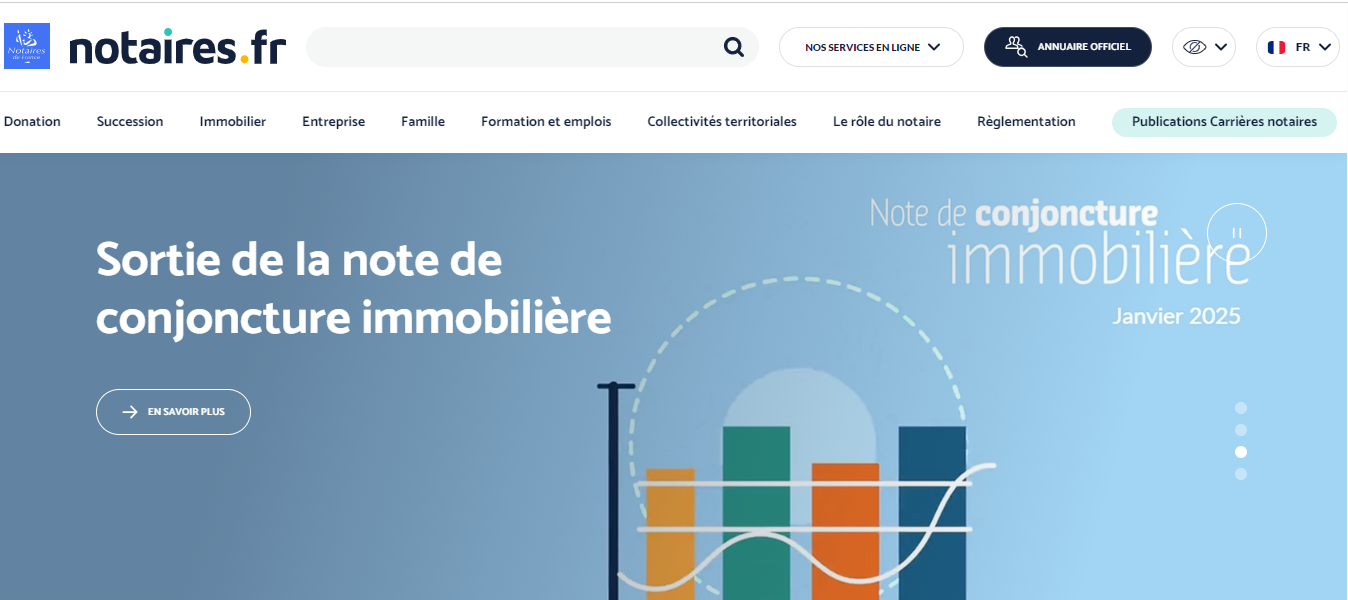 Notaires
de France
notaires.fr
NOS SERVICES EN LIGNE
ANNUAIRE OFFICIEL
FR
Donation
Succession
Immobilier
Entreprise
Famille
Formation et emplois
Collectivités territoriales
Le rôle du notaire
Règlementation
Publications Carrières notaires
Sortie de la note de
conjoncture immobilière
EN SAVOIR PLUS
Note de conjoncture
immobilière
Janvier 2025